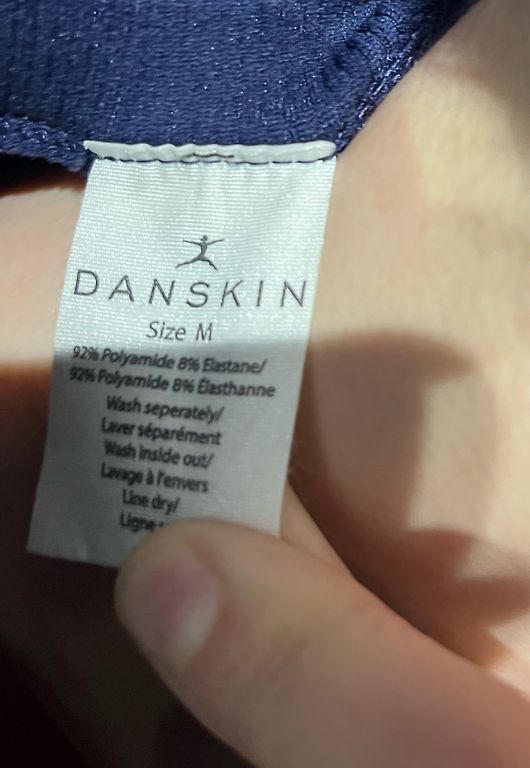 DANSKIN
Size M
92% Polyamide 8% Elastane/
92% Polyamide 8% Élasthanne
Wash seperately/
Laver séparément
Wash inside out/
Lavage à l'envers
Line dry/
Ligne